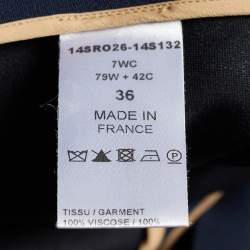 14SRO26-14S132
7WC
79W + 42C
36
MADE IN
FRANCE
TISSU / GARMENT
100% VISCOSE / 100%